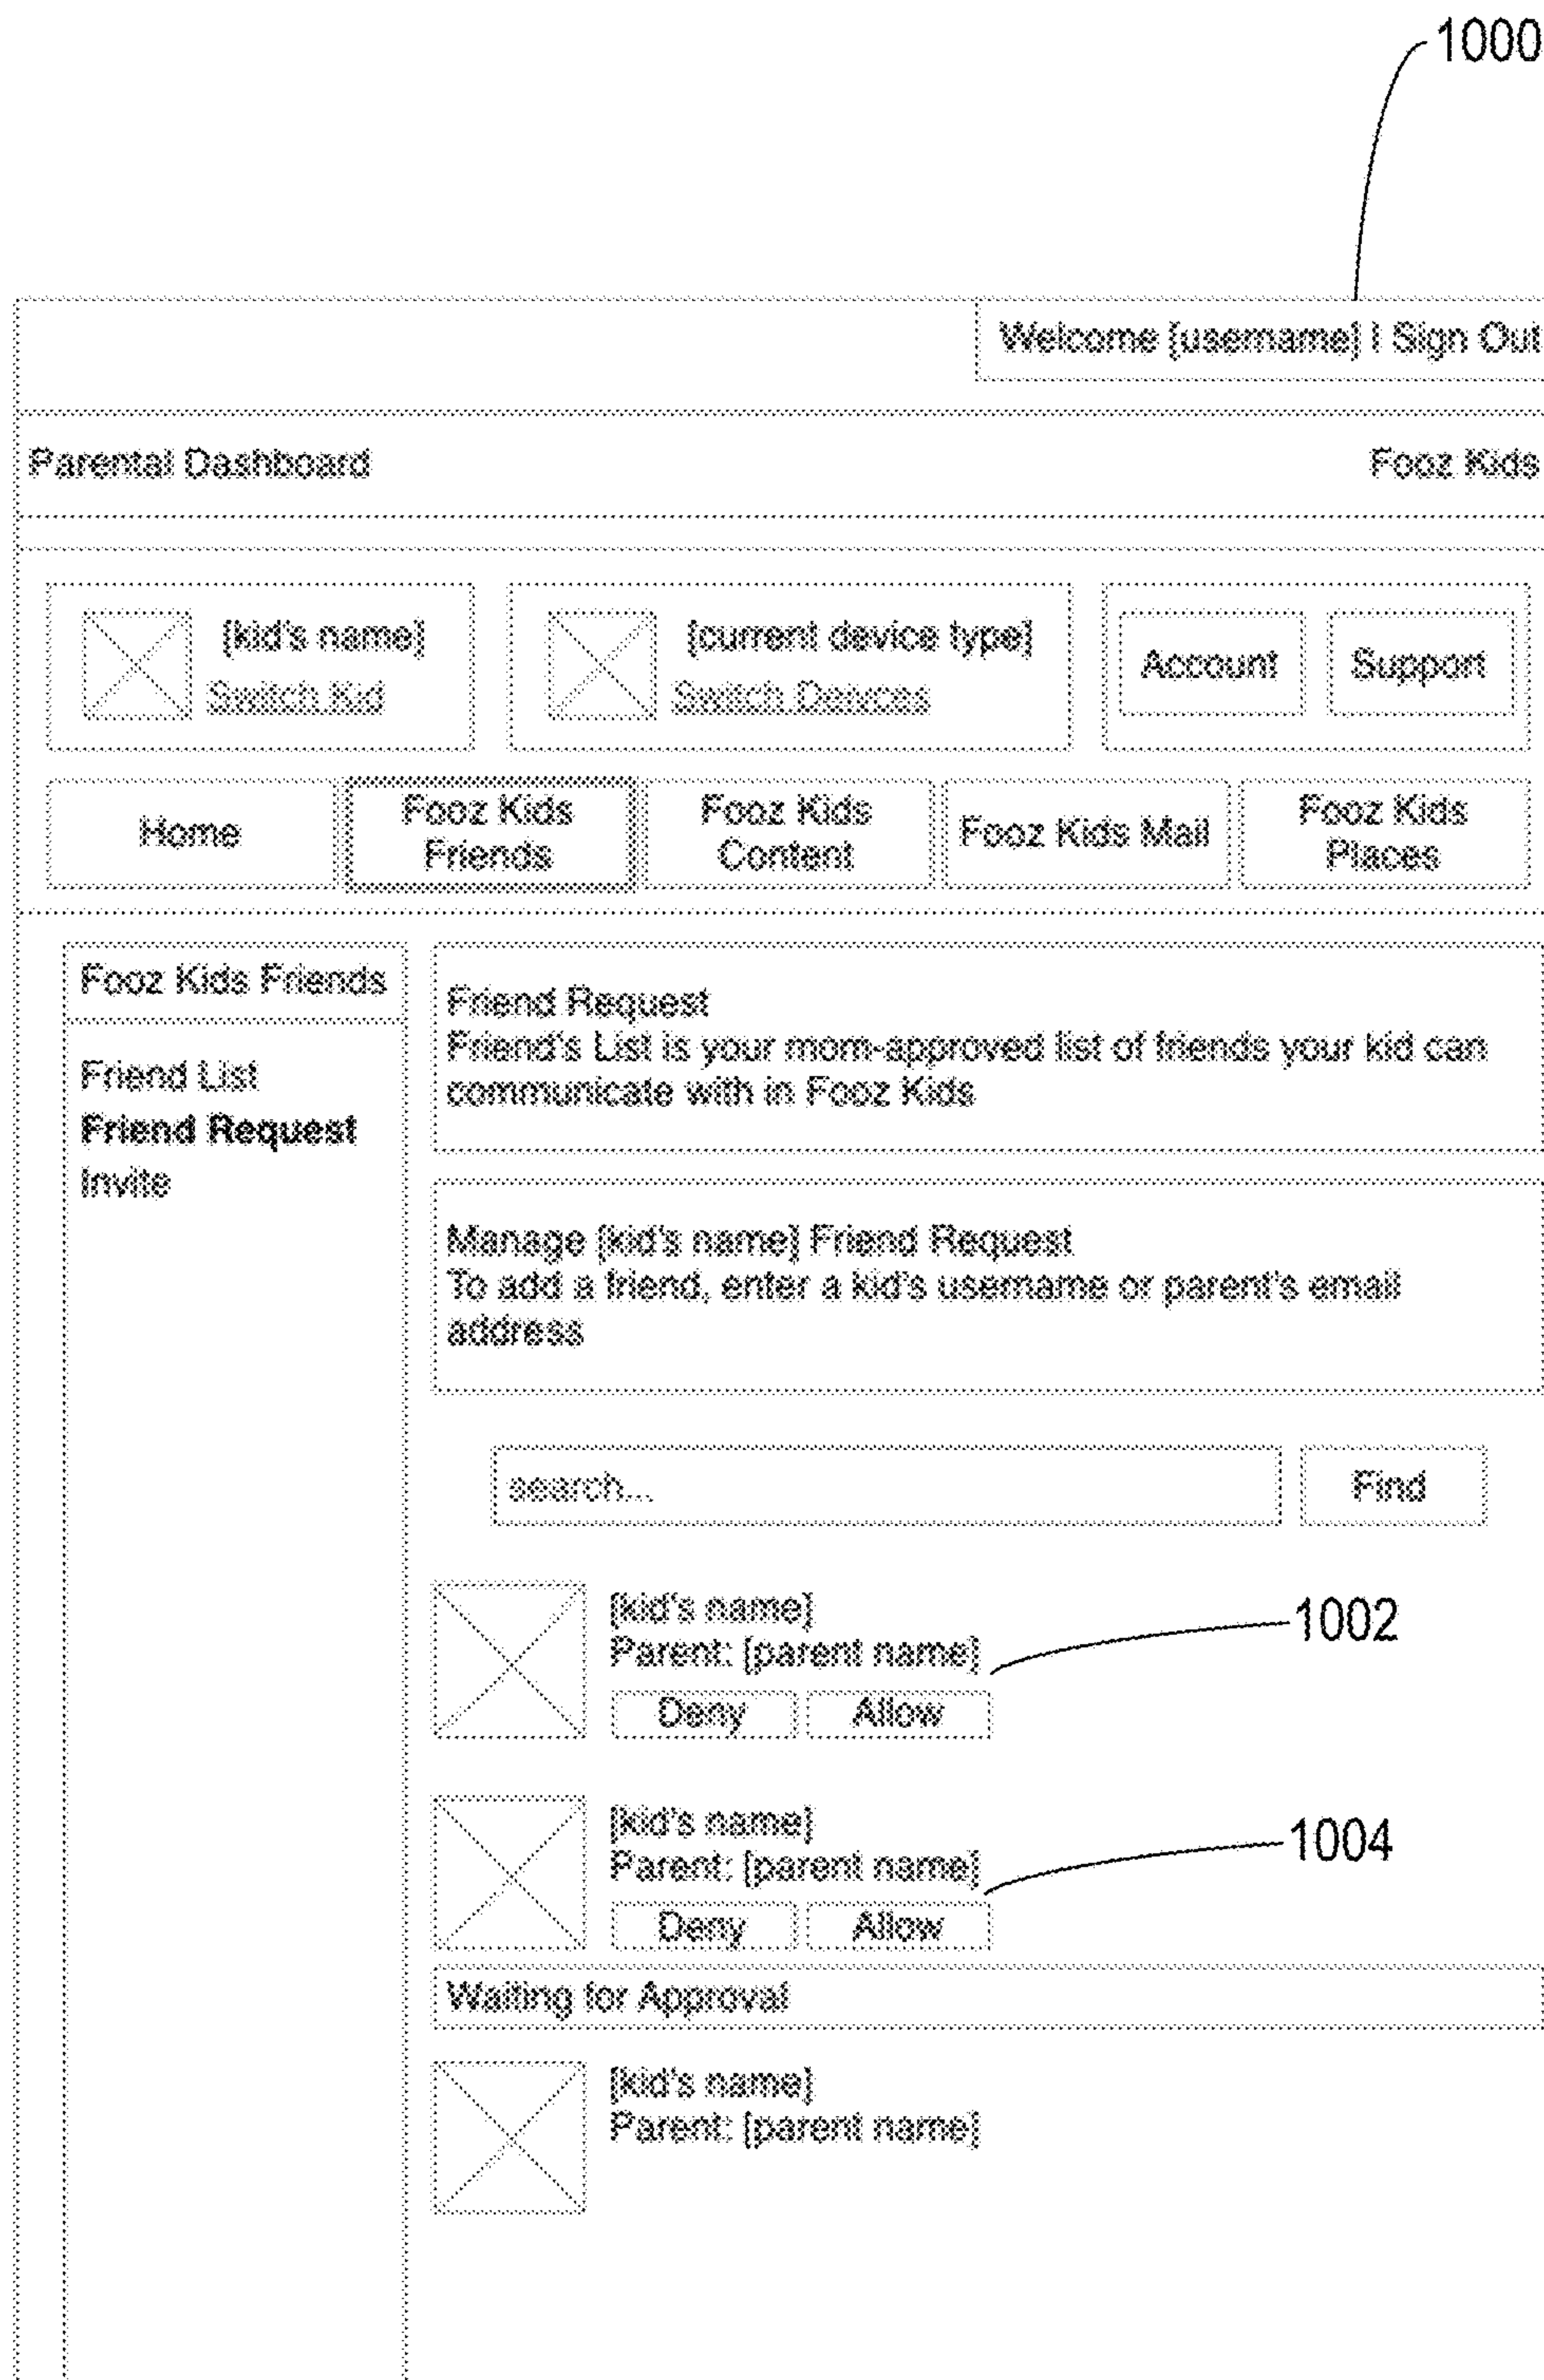 1000
Welcome [username] | Sign Out
Parental Dashboard
Fooz Kids
[kid's name]
Switch Kid
[current device type]
Switch Deivces
Account
Support
Home
Fooz Kids
Friends
Fooz Kids
Content
Fooz Kids Mail
Fooz Kids
Places
Fooz Kids Friends
Friend List
Friend Request
Invite
Friend Request
Friend's List is your mom-approved list of friends your kid can
communicate with in Fooz Kids
Manage [kid's name] Friend Request
To add a friend, enter a kid's username or parent's email
address
search...
Find
[kid's name]
Parent: [parent name]
Deny
Allow
1002
[kid's name]
Parent: [parent name]
Deny
Allow
1004
Waiting for Approval
[kid's name]
Parent: [parent name]